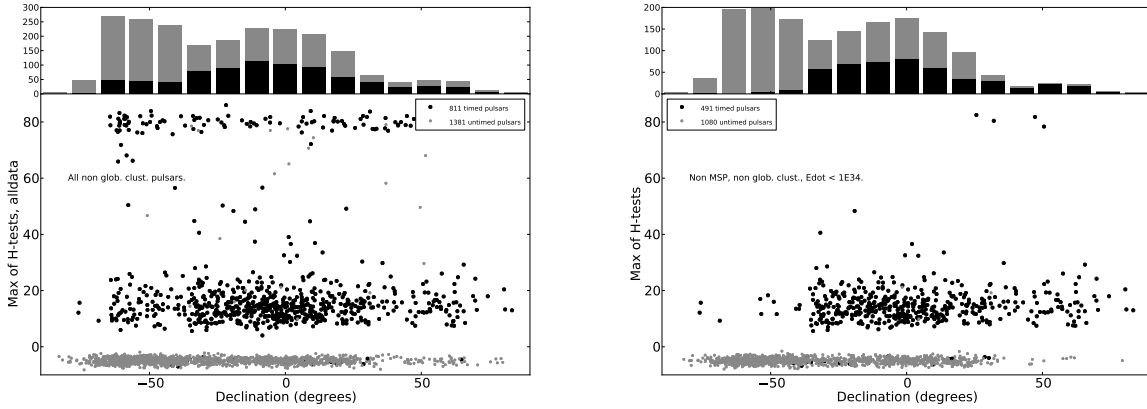 300
250
200
150
100
50
0
811 timed pulsars
1381 untimed pulsars
All non glob. clust. pulsars.
80
60
40
20
0
Max of H-tests, alldata
−50 0 50
Declination (degrees)
200
150
100
50
0
491 timed pulsars
1080 untimed pulsars
Non MSP, non glob. clust., Edot < 1E34.
80
60
40
20
0
Max of H-tests
−50 0 50
Declination (degrees)